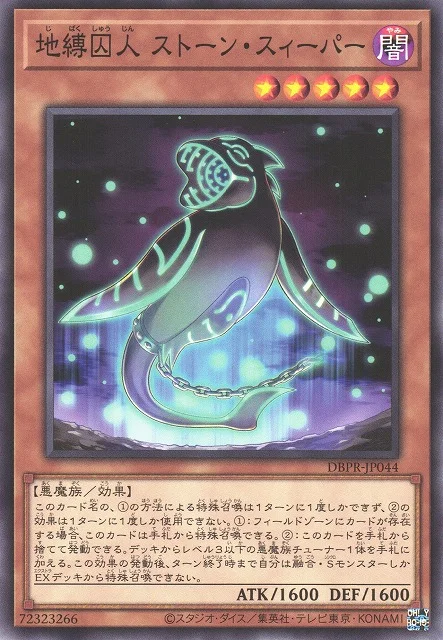 地縛囚人 ストーン・スィーパー
闇
DBPR-JP044
【悪魔族／効果】
このカード名の、①の方法による特殊召喚は1ターンに1度しかできず、②の
効果は1ターンに1度しか使用できない。①：フィールドゾーンにカードが存在
する場合、このカードは手札から特殊召喚できる。②：このカードを手札から
捨てて発動できる。デッキからレベル3以下の悪魔族チューナー1体を手札に
加える。この効果の発動後、ターン終了時まで自分は融合・Sモンスターしか
EXデッキから特殊召喚できない。
ATK/1600 DEF/1600
72323266
©スタジオ・ダイス／集英社・テレビ東京・KONAMI